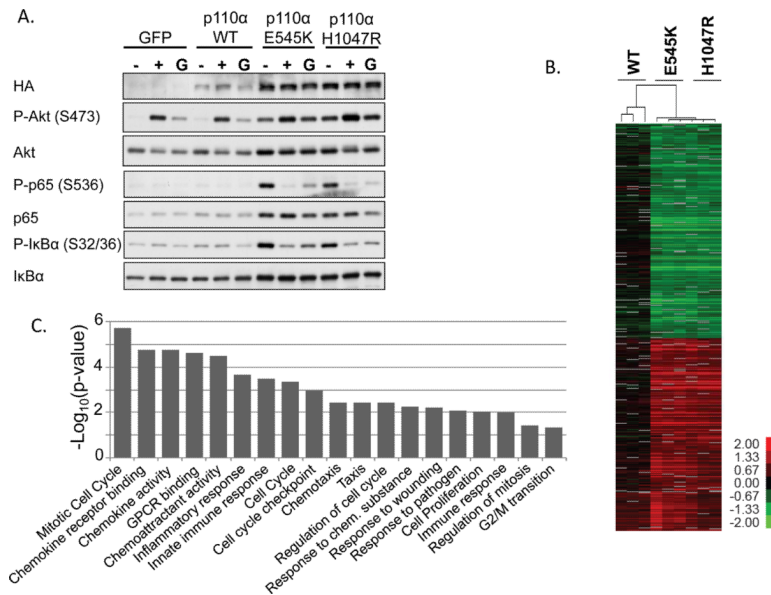 A.
GFP
p110α WT
p110α E545K
p110α H1047R
- + G - + G - + G - + G
HA
P-Akt (S473)
Akt
P-p65 (S536)
p65
P-IκBα (S32/36)
IκBα
B.
WT
E545K
H1047R
2.00
1.33
0.67
0.00
-0.67
-1.33
-2.00
C.
-Log10(p-value)
6
4
2
0
Mitotic Cell Cycle
Chemokine receptor binding
Chemokine activity
GPCR binding
Chemoattractant activity
Inflammatory response
Innate immune response
Cell Cycle
Cell cycle checkpoint
Chemotaxis
Taxis
Regulation of cell cycle
Response to chem. substance
Response to wounding
Response to pathogen
Cell Proliferation
Immune response
Regulation of mitosis
G2/M transition